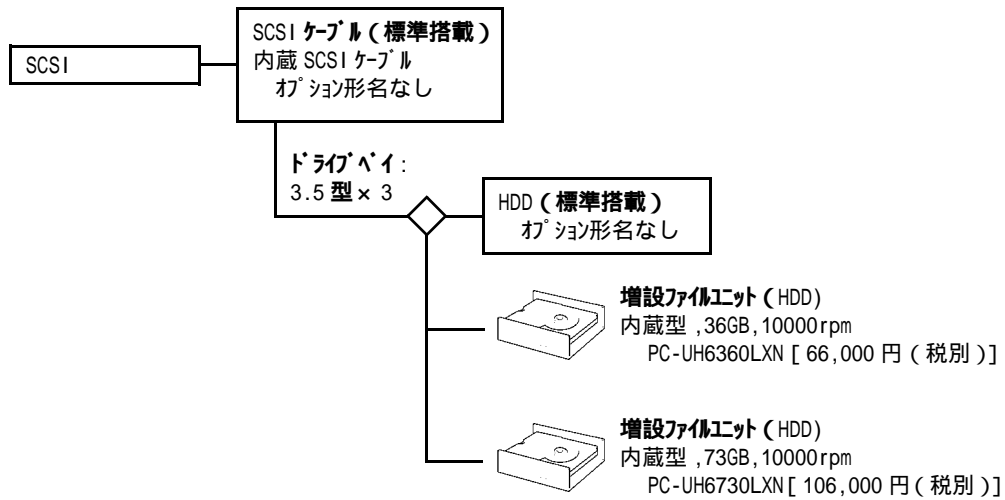 SCSI
SCSI ｹｰﾌﾞﾙ（標準搭載）
内蔵 SCSI ｹｰﾌﾞﾙ
ｵﾌﾟｼｮﾝ形名なし
ﾄﾞﾗｲﾌﾞﾍﾞｲ:
3.5 型× 3
HDD（標準搭載）
ｵﾌﾟｼｮﾝ形名なし
増設ﾌｧｲﾙﾕﾆｯﾄ（HDD)
内蔵型 ,36GB,10000rpm
PC-UH6360LXN [ 66,000 円 ( 税別 )]
増設ﾌｧｲﾙﾕﾆｯﾄ（HDD)
内蔵型 ,73GB,10000rpm
PC-UH6730LXN [ 106,000 円 ( 税別 )]